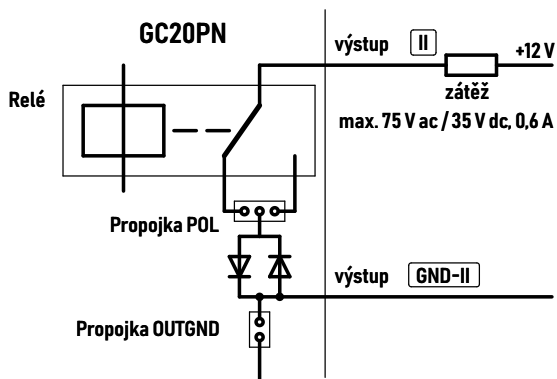 GC20PN
výstup II
+12 V
Relé
zátěž
max. 75 V ac / 35 V dc, 0,6 A
Propojka POL
výstup GND-II
Propojka OUTGND